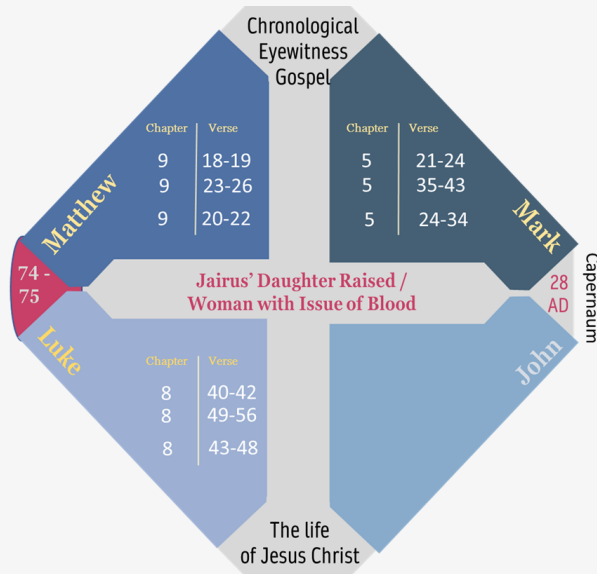 Chronological
Eyewitness
Gospel
Matthew
Chapter Verse
9 18-19
9 23-26
9 20-22
Mark
Chapter Verse
5 21-24
5 35-43
5 24-34
74 -
75
Jairus’ Daughter Raised /
Woman with Issue of Blood
28
AD
Capernaum
Luke
Chapter Verse
8 40-42
8 49-56
8 43-48
John
The life
of Jesus Christ